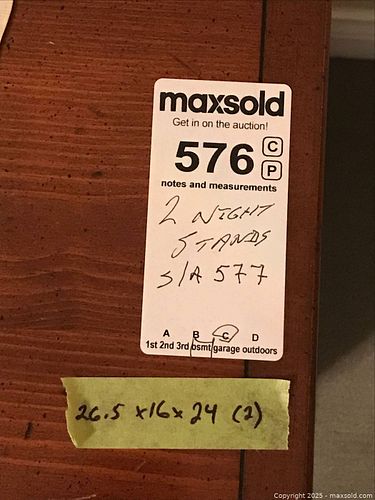 maxsold
Get in on the auction!
576 C
P
notes and measurements
2 NIGHT
STANDS
S/A 577
A B C D
1st 2nd 3rd bsmt garage outdoors
26.5 x16x 24 (2)
Copyright 2025 - maxsold.com